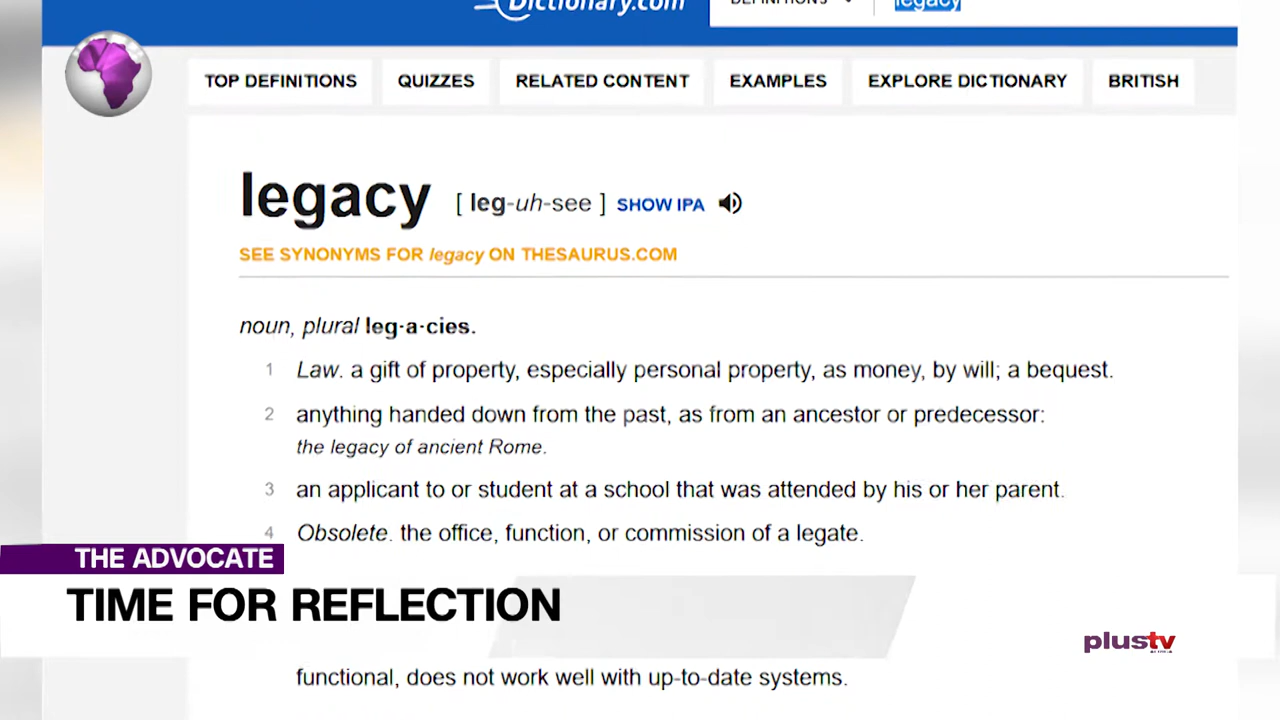 Dictionary.com
DEFINITIONS
legacy
TOP DEFINITIONS
QUIZZES
RELATED CONTENT
EXAMPLES
EXPLORE DICTIONARY
BRITISH
legacy [ leg-uh-see ] SHOW IPA
SEE SYNONYMS FOR legacy ON THESAURUS.COM
noun, plural leg·a·cies.
1 Law. a gift of property, especially personal property, as money, by will; a bequest.
2 anything handed down from the past, as from an ancestor or predecessor:
the legacy of ancient Rome.
3 an applicant to or student at a school that was attended by his or her parent.
4 Obsolete. the office, function, or commission of a legate.
THE ADVOCATE
TIME FOR REFLECTION
plustv
functional, does not work well with up-to-date systems.